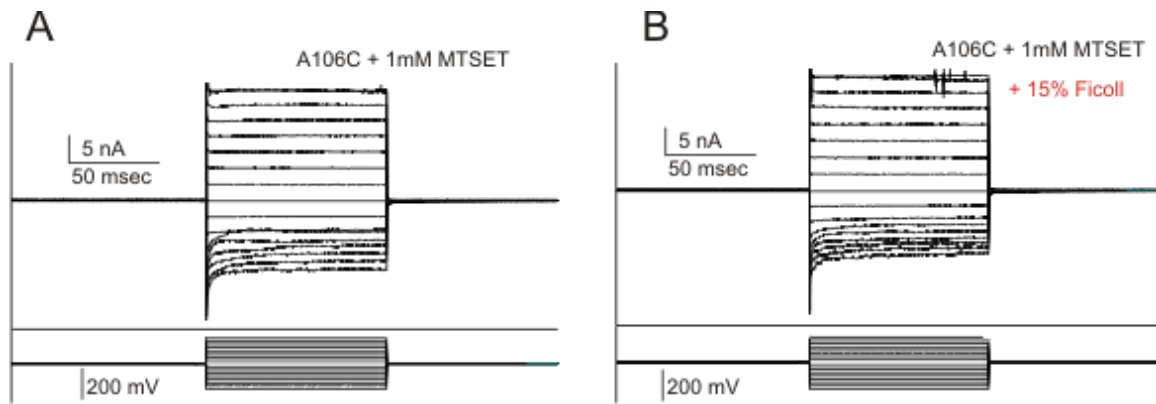 A
A106C + 1mM MTSET
5 nA
50 msec
200 mV
B
A106C + 1mM MTSET
+ 15% Ficoll
5 nA
50 msec
200 mV